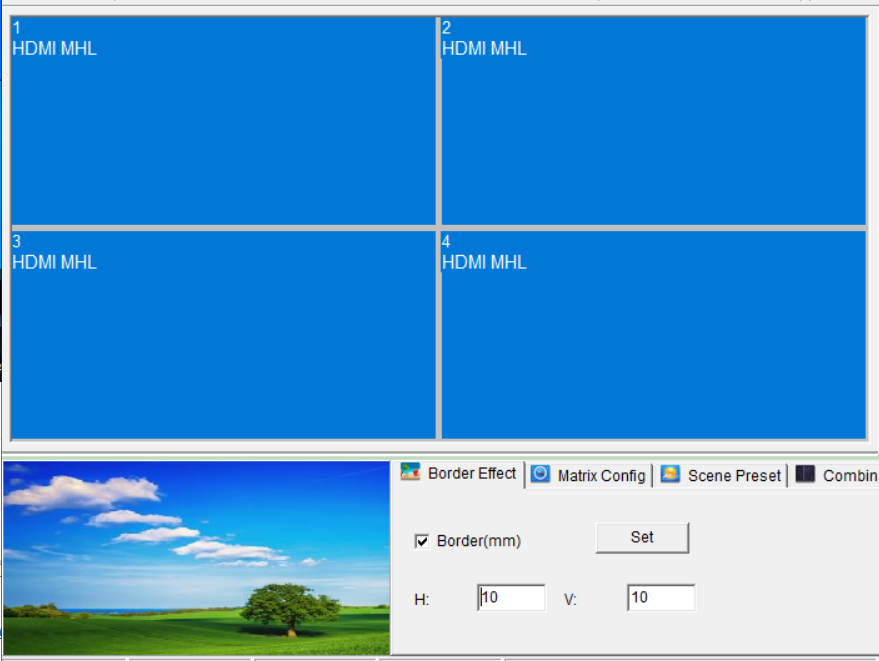 1
HDMI MHL
2
HDMI MHL
3
HDMI MHL
4
HDMI MHL
Border Effect
Matrix Config
Scene Preset
Combin
Border(mm)
Set
H:
10
V:
10